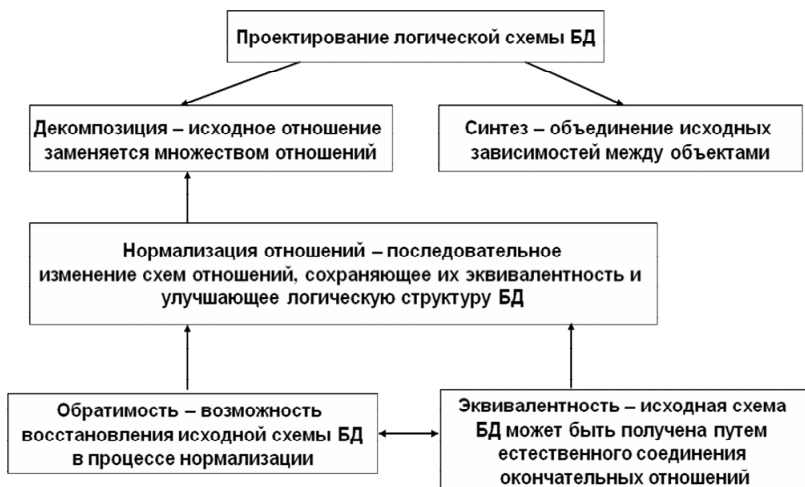 Проектирование логической схемы БД
Декомпозиция – исходное отношение
заменяется множеством отношений
Синтез – объединение исходных
зависимостей между объектами
Нормализация отношений – последовательное
изменение схем отношений, сохраняющее их эквивалентность и
улучшающее логическую структуру БД
Обратимость – возможность
восстановления исходной схемы БД
в процессе нормализации
Эквивалентность – исходная схема
БД может быть получена путем
естественного соединения
окончательных отношений